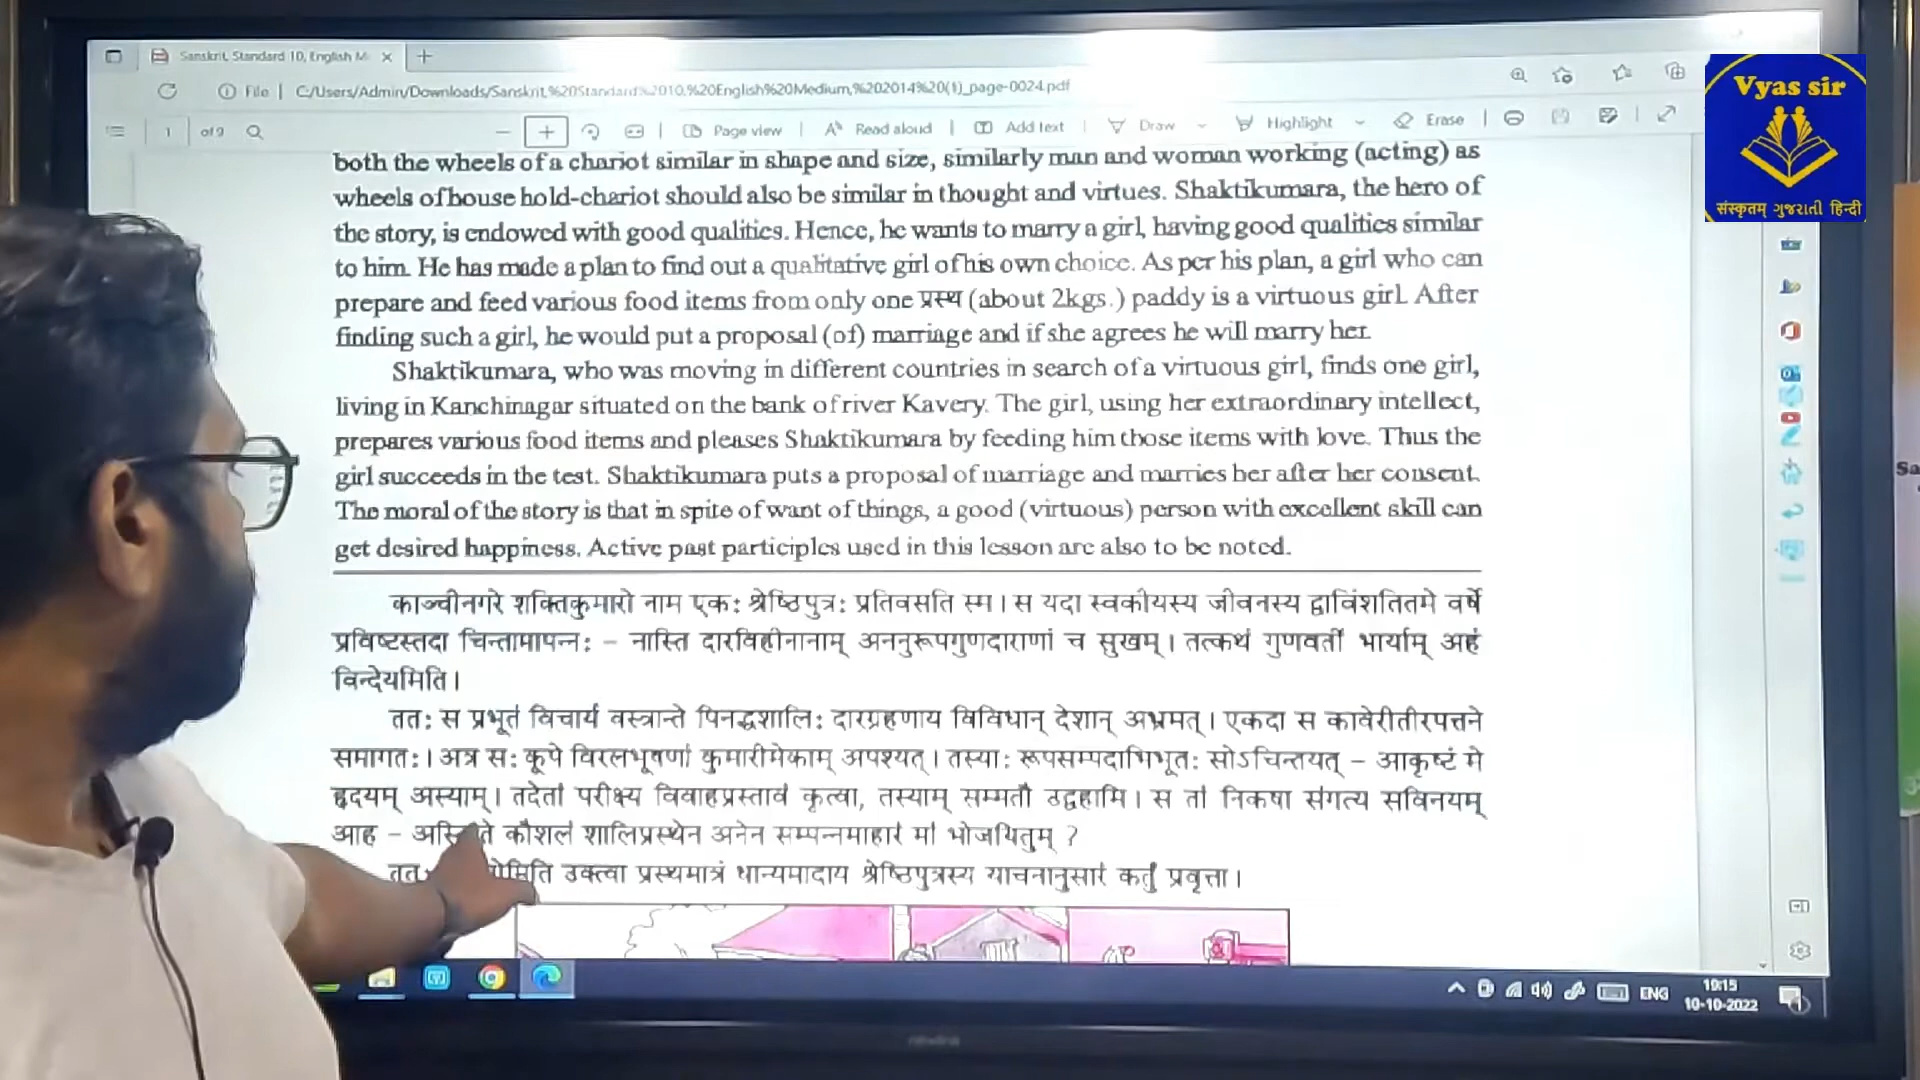 Sanskrit, Standard 10, English M
File | C:/Users/Admin/Downloads/Sanskrit,%20Standard%2010,%20English%20Medium,%202014%20(1)_page-0024.pdf
1 of 9 Page view Read aloud Add text Draw Highlight Erase
Vyas sir
संस्कृतम् ગુજરાતી हिन्दी
both the wheels of a chariot similar in shape and size, similarly man and woman working (acting) as
wheels of house hold-chariot should also be similar in thought and virtues. Shaktikumara, the hero of
the story, is endowed with good qualities. Hence, he wants to marry a girl, having good qualities similar
to him. He has made a plan to find out a qualitative girl of his own choice. As per his plan, a girl who can
prepare and feed various food items from only one प्रस्थ (about 2kgs.) paddy is a virtuous girl. After
finding such a girl, he would put a proposal (of) marriage and if she agrees he will marry her.
Shaktikumara, who was moving in different countries in search of a virtuous girl, finds one girl,
living in Kanchinagar situated on the bank of river Kavery. The girl, using her extraordinary intellect,
prepares various food items and pleases Shaktikumara by feeding him those items with love. Thus the
girl succeeds in the test. Shaktikumara puts a proposal of marriage and marries her after her consent.
The moral of the story is that in spite of want of things, a good (virtuous) person with excellent skill can
get desired happiness. Active past participles used in this lesson are also to be noted.
काञ्चीनगरे शक्तिकुमारो नाम एकः श्रेष्ठिपुत्रः प्रतिवसति स्म। स यदा स्वकीयस्य जीवनस्य द्वाविंशतितमे वर्षे
प्रविष्टस्तदा चिन्तामापन्नः – नास्ति दारविहीनानाम् अननुरूपगुणदाराणां च सुखम्। तत्कथं गुणवतीं भार्याम् अहं
विन्देयमिति।
ततः स प्रभूतं विचार्य वस्त्रान्ते पिनद्धशालिः दारग्रहणाय विविधान् देशान् अभ्रमत्। एकदा स कावेरीतीरपत्तने
समागतः। अत्र सः कूपे विरलभूषणां कुमारीमेकाम् अपश्यत्। तस्याः रूपसम्पदाभिभूतः सोऽचिन्तयत् – आकृष्टं मे
हृदयम् अस्याम्। तदेतां परीक्ष्य विवाहप्रस्तावं कृत्वा, तस्याम् सम्मतौ उद्वहामि। स तां निकषा संगत्य सविनयम्
आह – कौशलं शालिप्रस्थेन अनेन सम्पन्नमाहारं मां भोजयितुम् ?
उक्त्वा प्रस्थमात्रं धान्यमादाय श्रेष्ठिपुत्रस्य याचनानुसारं कर्तुं प्रवृत्ता।
ENG
19:15
10-10-2022
newline
Sa